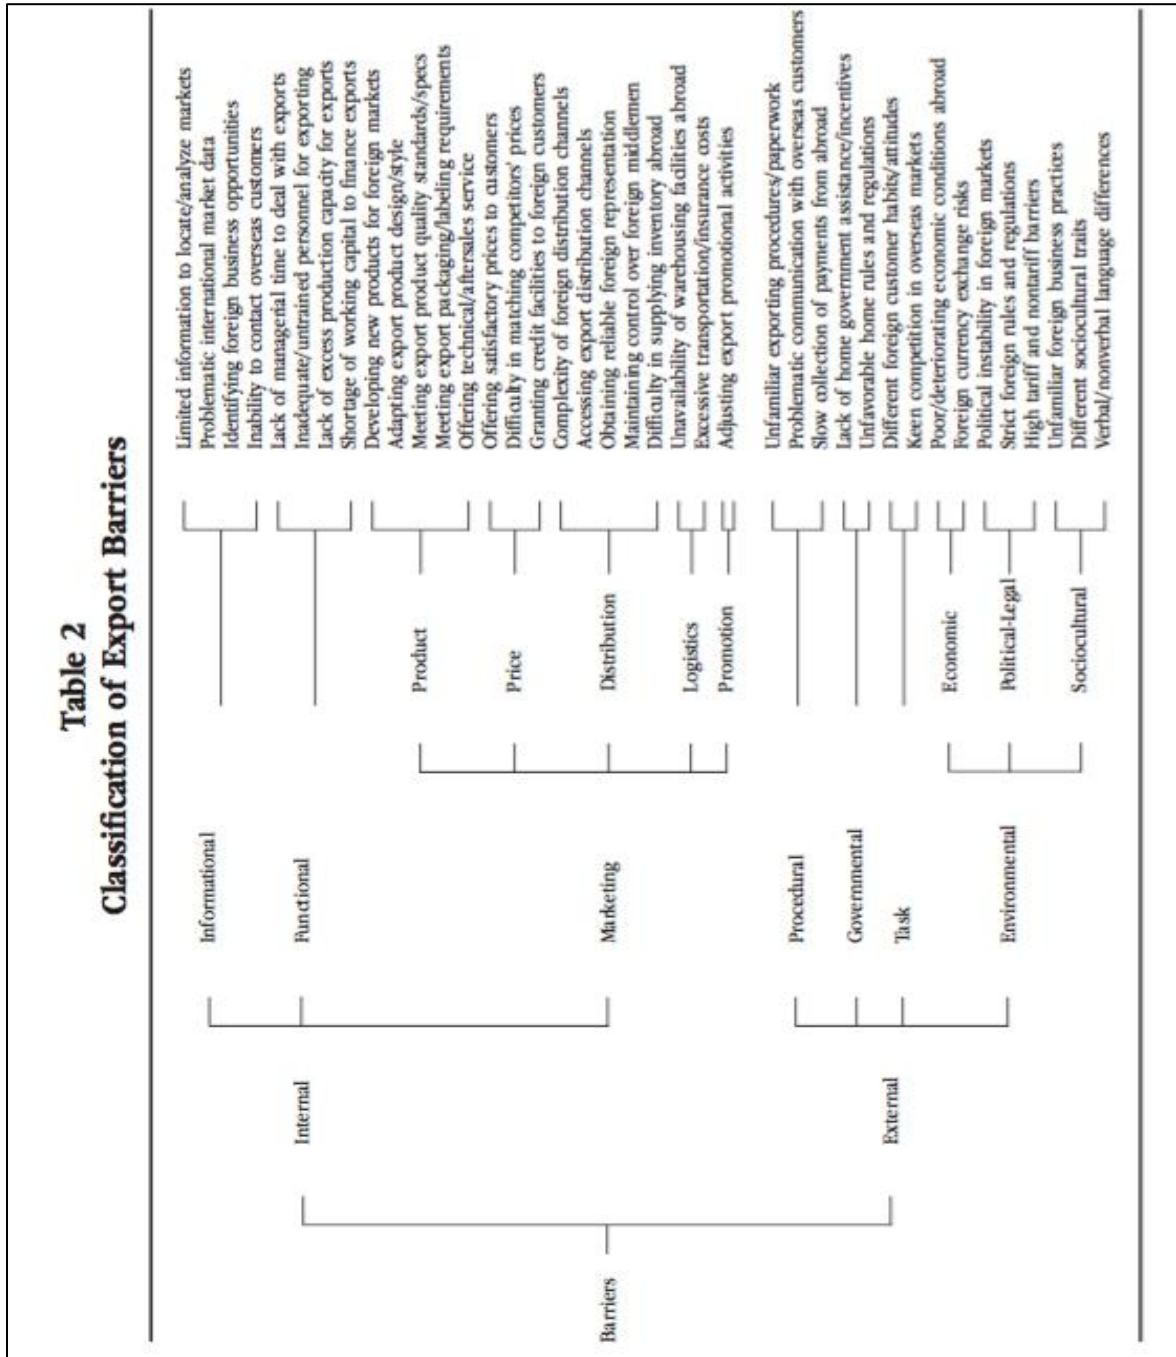 Table 2
Classification of Export Barriers
Barriers
Internal
External
Informational
Functional
Marketing
Procedural
Governmental
Task
Environmental
Product
Price
Distribution
Logistics
Promotion
Economic
Political-Legal
Sociocultural
Limited information to locate/analyze markets
Problematic international market data
Identifying foreign business opportunities
Inability to contact overseas customers
Lack of managerial time to deal with exports
Inadequate/untrained personnel for exporting
Lack of excess production capacity for exports
Shortage of working capital to finance exports
Developing new products for foreign markets
Adapting export product design/style
Meeting export product quality standards/specs
Meeting export packaging/labeling requirements
Offering technical/aftersales service
Offering satisfactory prices to customers
Difficulty in matching competitors' prices
Granting credit facilities to foreign customers
Complexity of foreign distribution channels
Accessing export distribution channels
Obtaining reliable foreign representation
Maintaining control over foreign middlemen
Difficulty in supplying inventory abroad
Unavailability of warehousing facilities abroad
Excessive transportation/insurance costs
Adjusting export promotional activities
Unfamiliar exporting procedures/paperwork
Problematic communication with overseas customers
Slow collection of payments from abroad
Lack of home government assistance/incentives
Unfavorable home rules and regulations
Different foreign customer habits/attitudes
Keen competition in overseas markets
Poor/deteriorating economic conditions abroad
Foreign currency exchange risks
Political instability in foreign markets
Strict foreign rules and regulations
High tariff and nontariff barriers
Unfamiliar foreign business practices
Different sociocultural traits
Verbal/nonverbal language differences